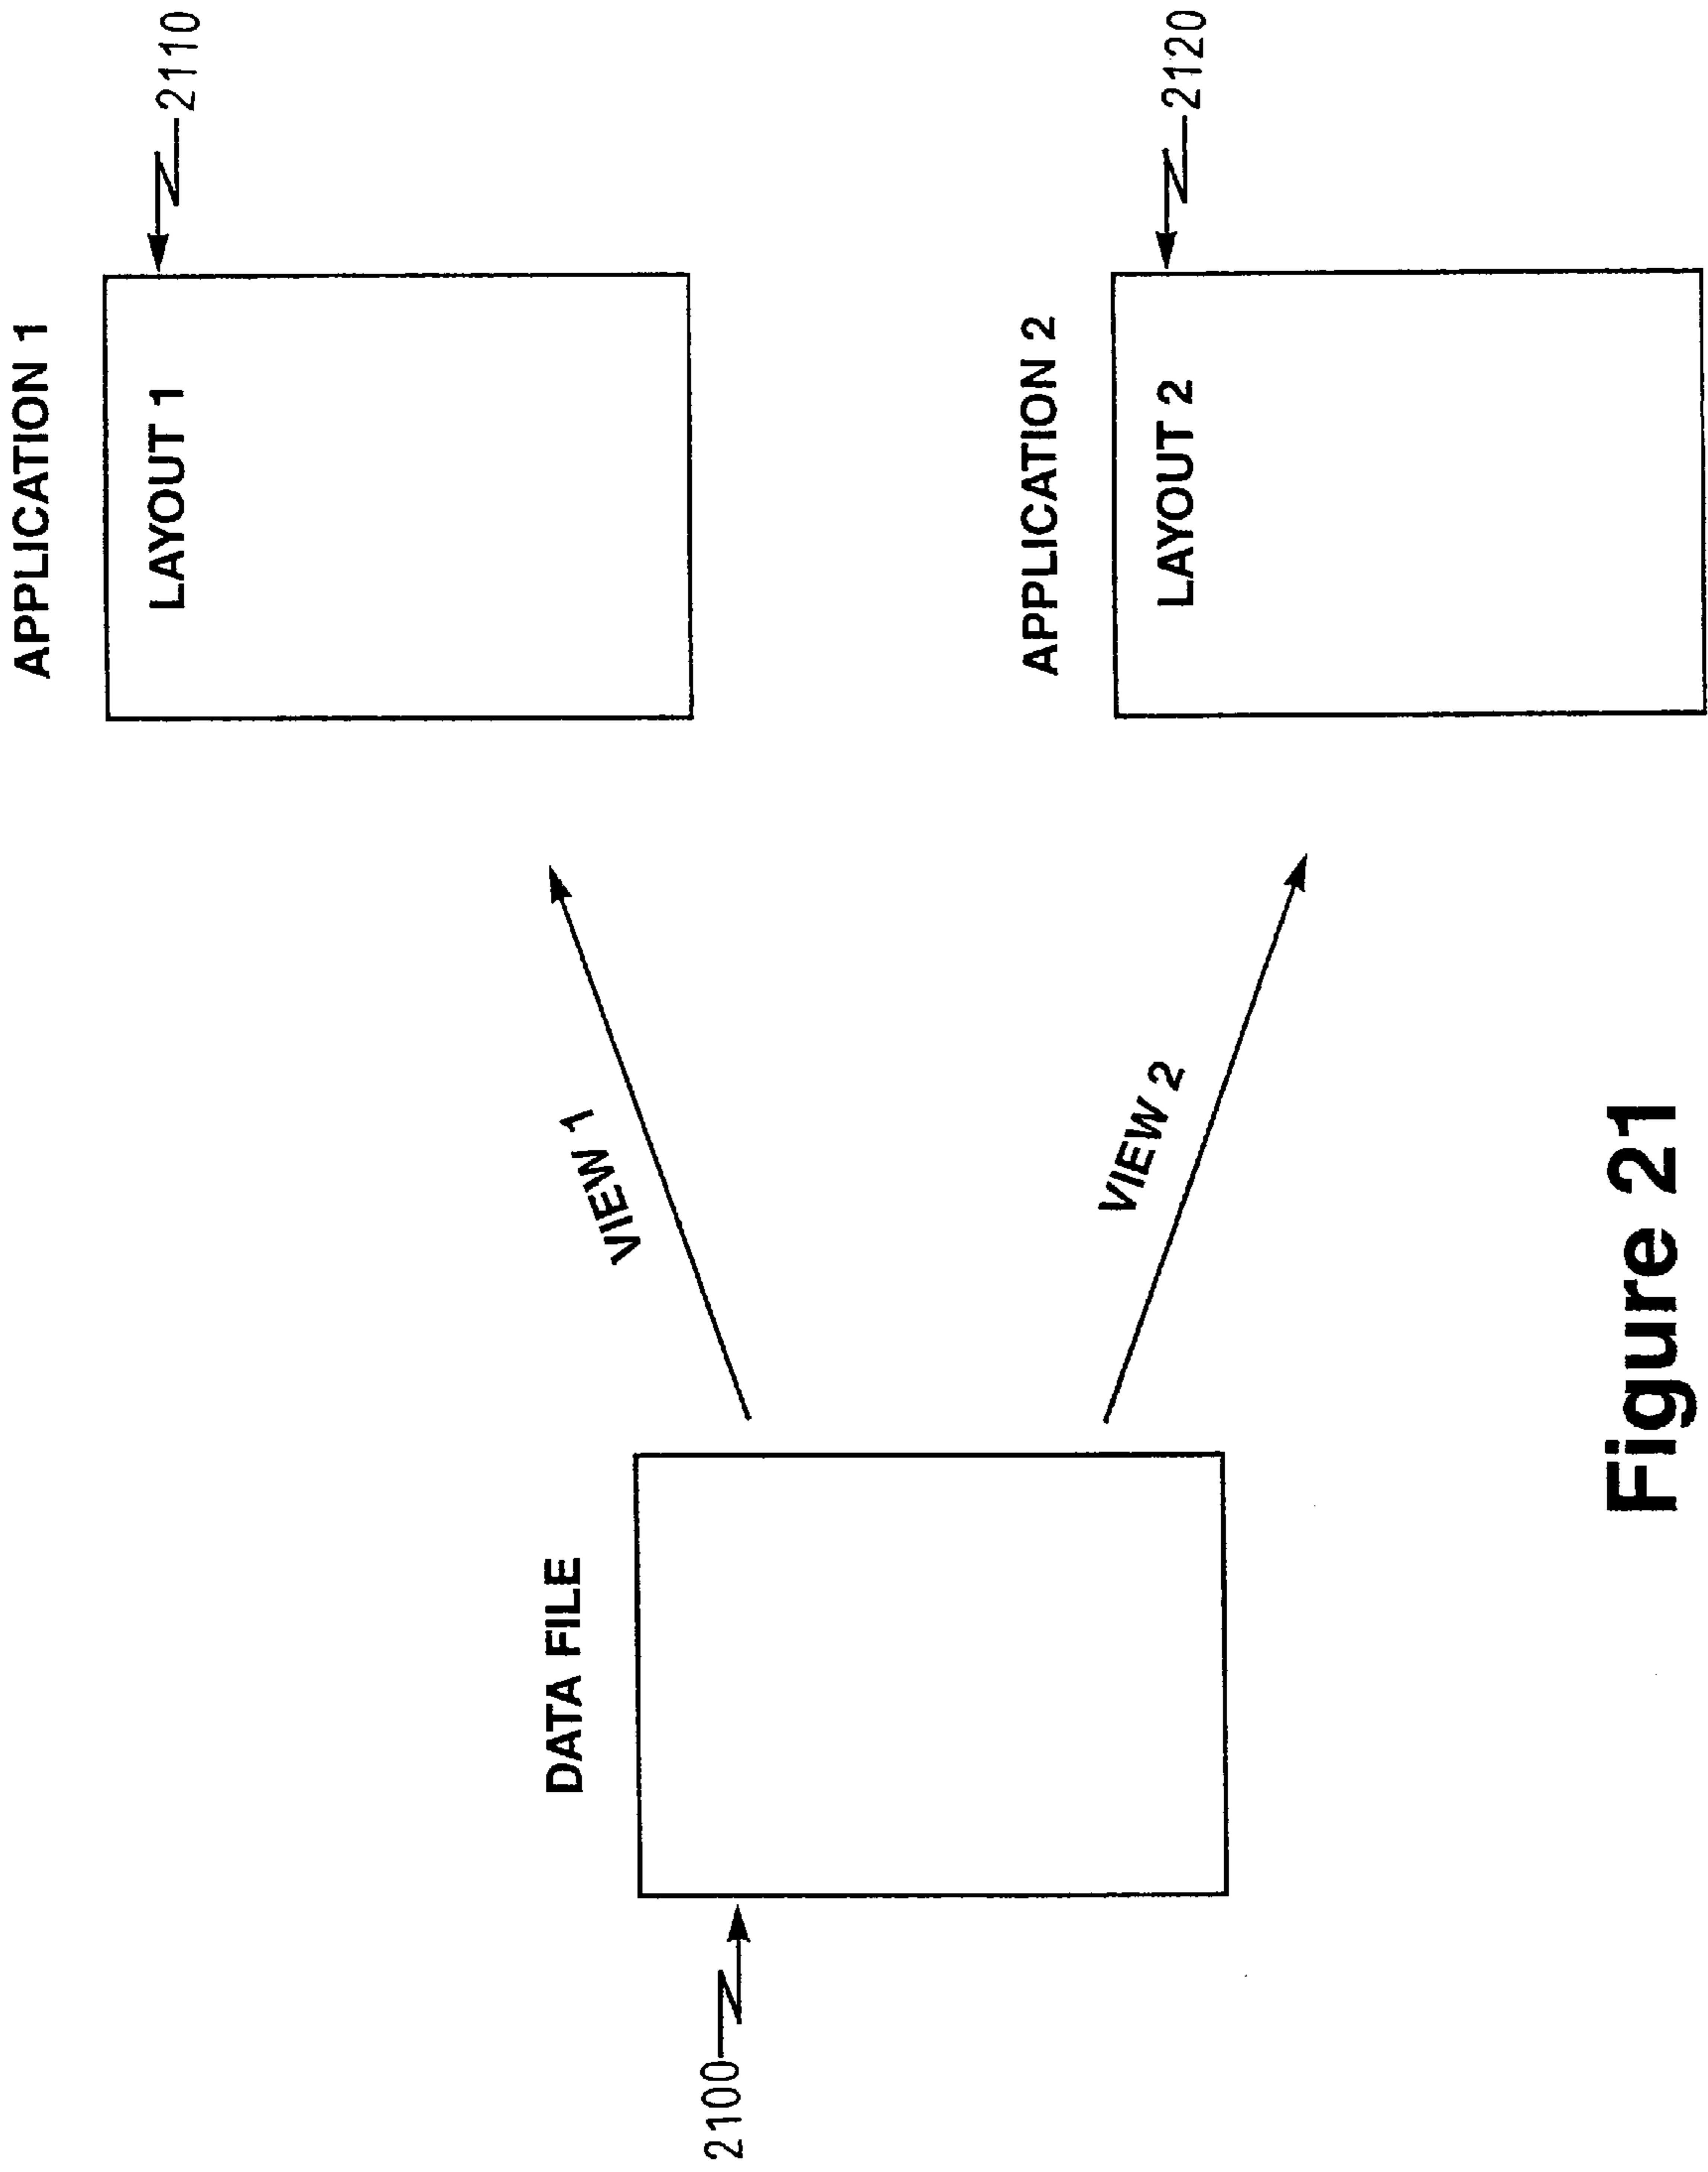 APPLICATION 1
LAYOUT 1
2110
DATA FILE
VIEW 1
2100
VIEW 2
APPLICATION 2
LAYOUT 2
2120
Figure 21